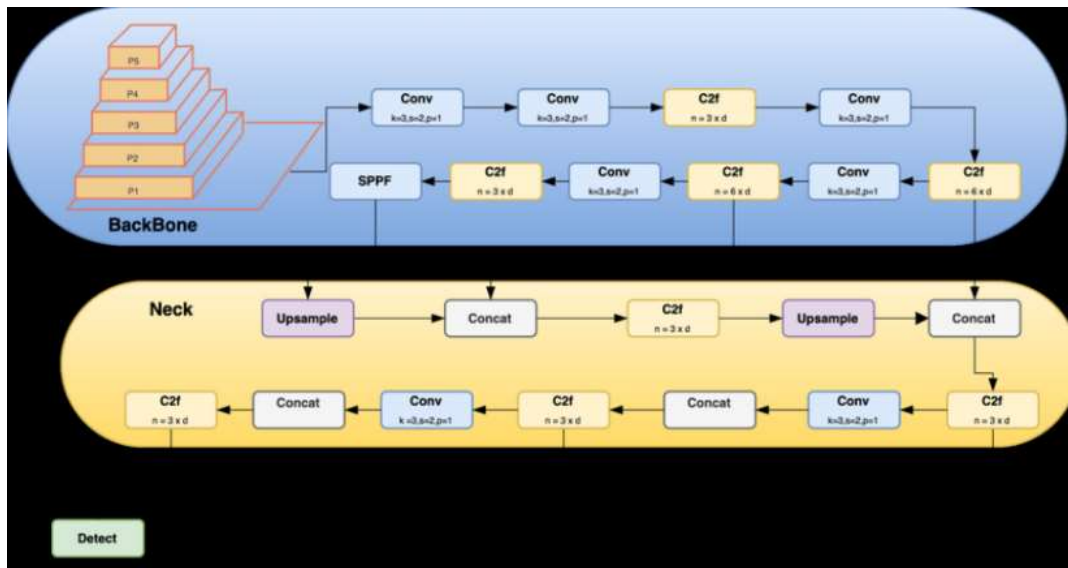 P5
P4
P3
P2
P1
BackBone
Conv
k=3,s=2,p=1
Conv
k=3,s=2,p=1
C2f
n = 3 x d
Conv
k=3,s=2,p=1
SPPF
C2f
n = 3 x d
Conv
k=3,s=2,p=1
C2f
n = 6 x d
Conv
k=3,s=2,p=1
C2f
n = 6 x d
Neck
Upsample
Concat
C2f
n = 3 x d
Upsample
Concat
C2f
n = 3 x d
Concat
Conv
k =3,s=2,p=1
C2f
n = 3 x d
Concat
Conv
k=3,s=2,p=1
C2f
n = 3 x d
Detect